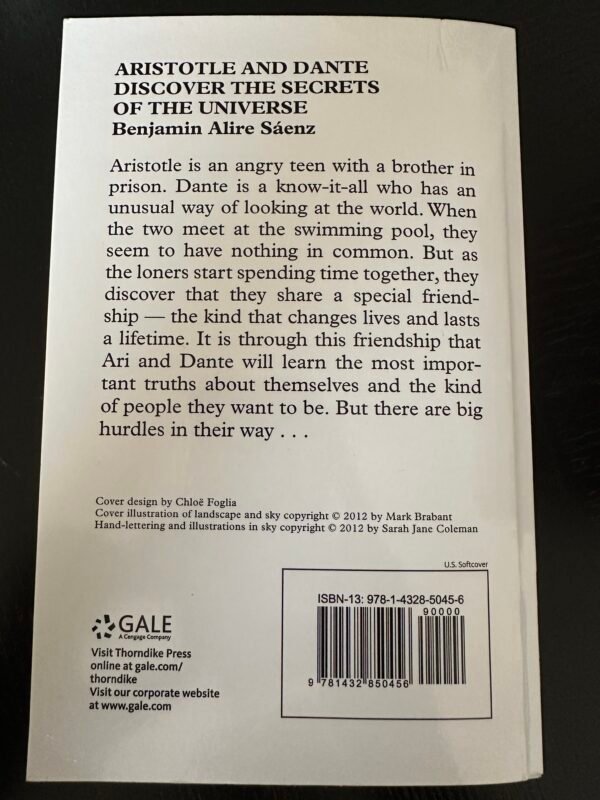 ARISTOTLE AND DANTE
DISCOVER THE SECRETS
OF THE UNIVERSE
Benjamin Alire Sáenz
Aristotle is an angry teen with a brother in
prison. Dante is a know-it-all who has an
unusual way of looking at the world. When
the two meet at the swimming pool, they
seem to have nothing in common. But as
the loners start spending time together, they
discover that they share a special friend-
ship — the kind that changes lives and lasts
a lifetime. It is through this friendship that
Ari and Dante will learn the most impor-
tant truths about themselves and the kind
of people they want to be. But there are big
hurdles in their way . . .
Cover design by Chloë Foglia
Cover illustration of landscape and sky copyright © 2012 by Mark Brabant
Hand-lettering and illustrations in sky copyright © 2012 by Sarah Jane Coleman
U.S. Softcover
ISBN-13: 978-1-4328-5045-6
90000
9 781432 850456
GALE
A Cengage Company
Visit Thorndike Press
online at gale.com/
thorndike
Visit our corporate website
at www.gale.com